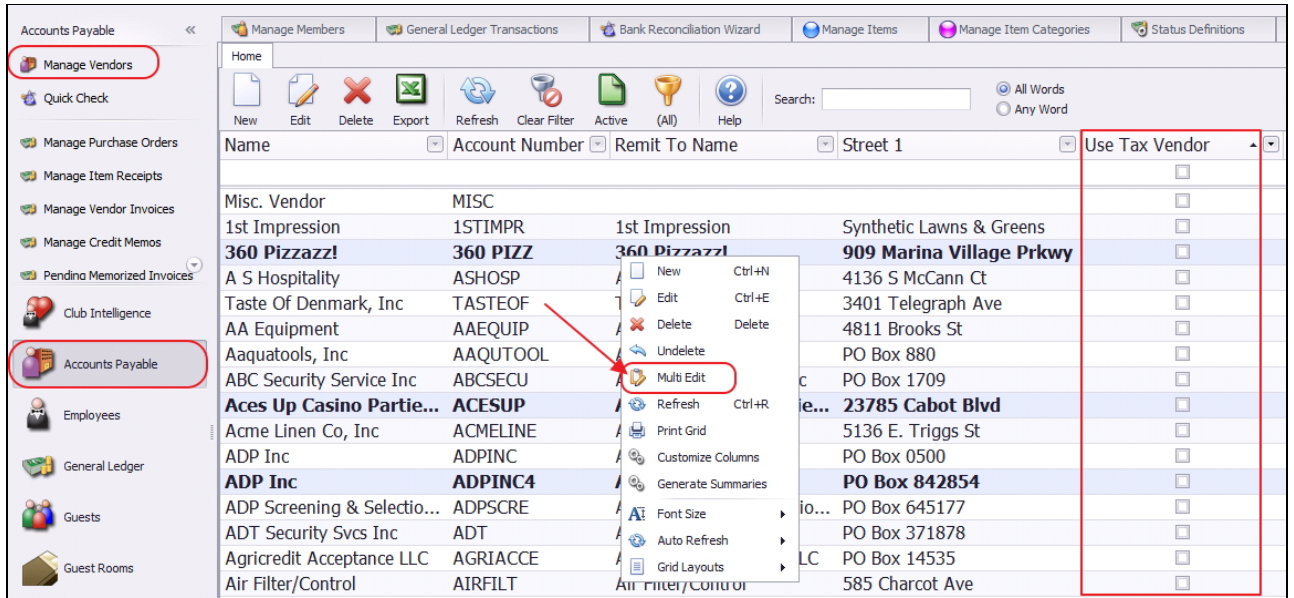 Accounts Payable «
Manage Members General Ledger Transactions Bank Reconciliation Wizard Manage Items Manage Item Categories Status Definitions
Manage Vendors
Quick Check
Manage Purchase Orders
Manage Item Receipts
Manage Vendor Invoices
Manage Credit Memos
Pending Memorized Invoices
Club Intelligence
Accounts Payable
Employees
General Ledger
Guests
Guest Rooms
Home
New Edit Delete Export Refresh Clear Filter Active (All) Help Search: All Words
Any Word
Name Account Number Remit To Name Street 1 Use Tax Vendor
Misc. Vendor MISC
1st Impression 1STIMPR 1st Impression Synthetic Lawns & Greens
360 Pizzazz! 360 PIZZ 360 Pizzazz! 909 Marina Village Prkwy
A S Hospitality ASHOSP 4136 S McCann Ct
Taste Of Denmark, Inc TASTEOF 3401 Telegraph Ave
AA Equipment AAEQUIP 4811 Brooks St
Aaquatools, Inc AAQUTOOL PO Box 880
ABC Security Service Inc ABCSECU PO Box 1709
Aces Up Casino Partie... ACESUP ie... 23785 Cabot Blvd
Acme Linen Co, Inc ACMELINE 5136 E. Triggs St
ADP Inc ADPINC PO Box 0500
ADP Inc ADPINC4 PO Box 842854
ADP Screening & Selectio... ADPSCRE io... PO Box 645177
ADT Security Svcs Inc ADT PO Box 371878
Agricredit Acceptance LLC AGRIACCE LC PO Box 14535
Air Filter/Control AIRFILT Air Filter/Control 585 Charcot Ave
New Ctrl+N
Edit Ctrl+E
Delete Delete
Undelete
Multi Edit
Refresh Ctrl+R
Print Grid
Customize Columns
Generate Summaries
Font Size
Auto Refresh
Grid Layouts